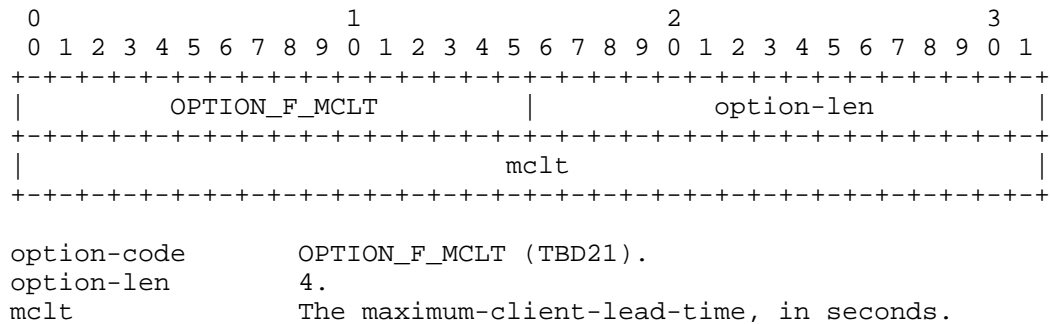 0                   1                   2                   3
 0 1 2 3 4 5 6 7 8 9 0 1 2 3 4 5 6 7 8 9 0 1 2 3 4 5 6 7 8 9 0 1
+-+-+-+-+-+-+-+-+-+-+-+-+-+-+-+-+-+-+-+-+-+-+-+-+-+-+-+-+-+-+-+-+
|         OPTION_F_MCLT         |           option-len          |
+-+-+-+-+-+-+-+-+-+-+-+-+-+-+-+-+-+-+-+-+-+-+-+-+-+-+-+-+-+-+-+-+
|                              mclt                             |
+-+-+-+-+-+-+-+-+-+-+-+-+-+-+-+-+-+-+-+-+-+-+-+-+-+-+-+-+-+-+-+-+
option-code       OPTION_F_MCLT (TBD21).
option-len        4.
mclt              The maximum-client-lead-time, in seconds.